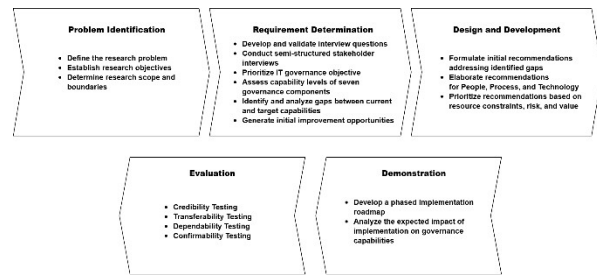 Problem Identification
• Define the research problem
• Establish research objectives
• Determine research scope and
boundaries
Requirement Determination
• Develop and validate interview questions
• Conduct semi-structured stakeholder
interviews
• Prioritize IT governance objective
• Assess capability levels of seven
governance components
• Identify and analyze gaps between current
and target capabilities
• Generate initial improvement opportunities
Design and Development
• Formulate initial recommendations
addressing identified gaps
• Elaborate recommendations
for People, Process, and Technology
• Prioritize recommendations based on
resource constraints, risk, and value
Evaluation
• Credibility Testing
• Transferability Testing
• Dependability Testing
• Confirmability Testing
Demonstration
• Develop a phased implementation
roadmap
• Analyze the expected impact of
implementation on governance
capabilities